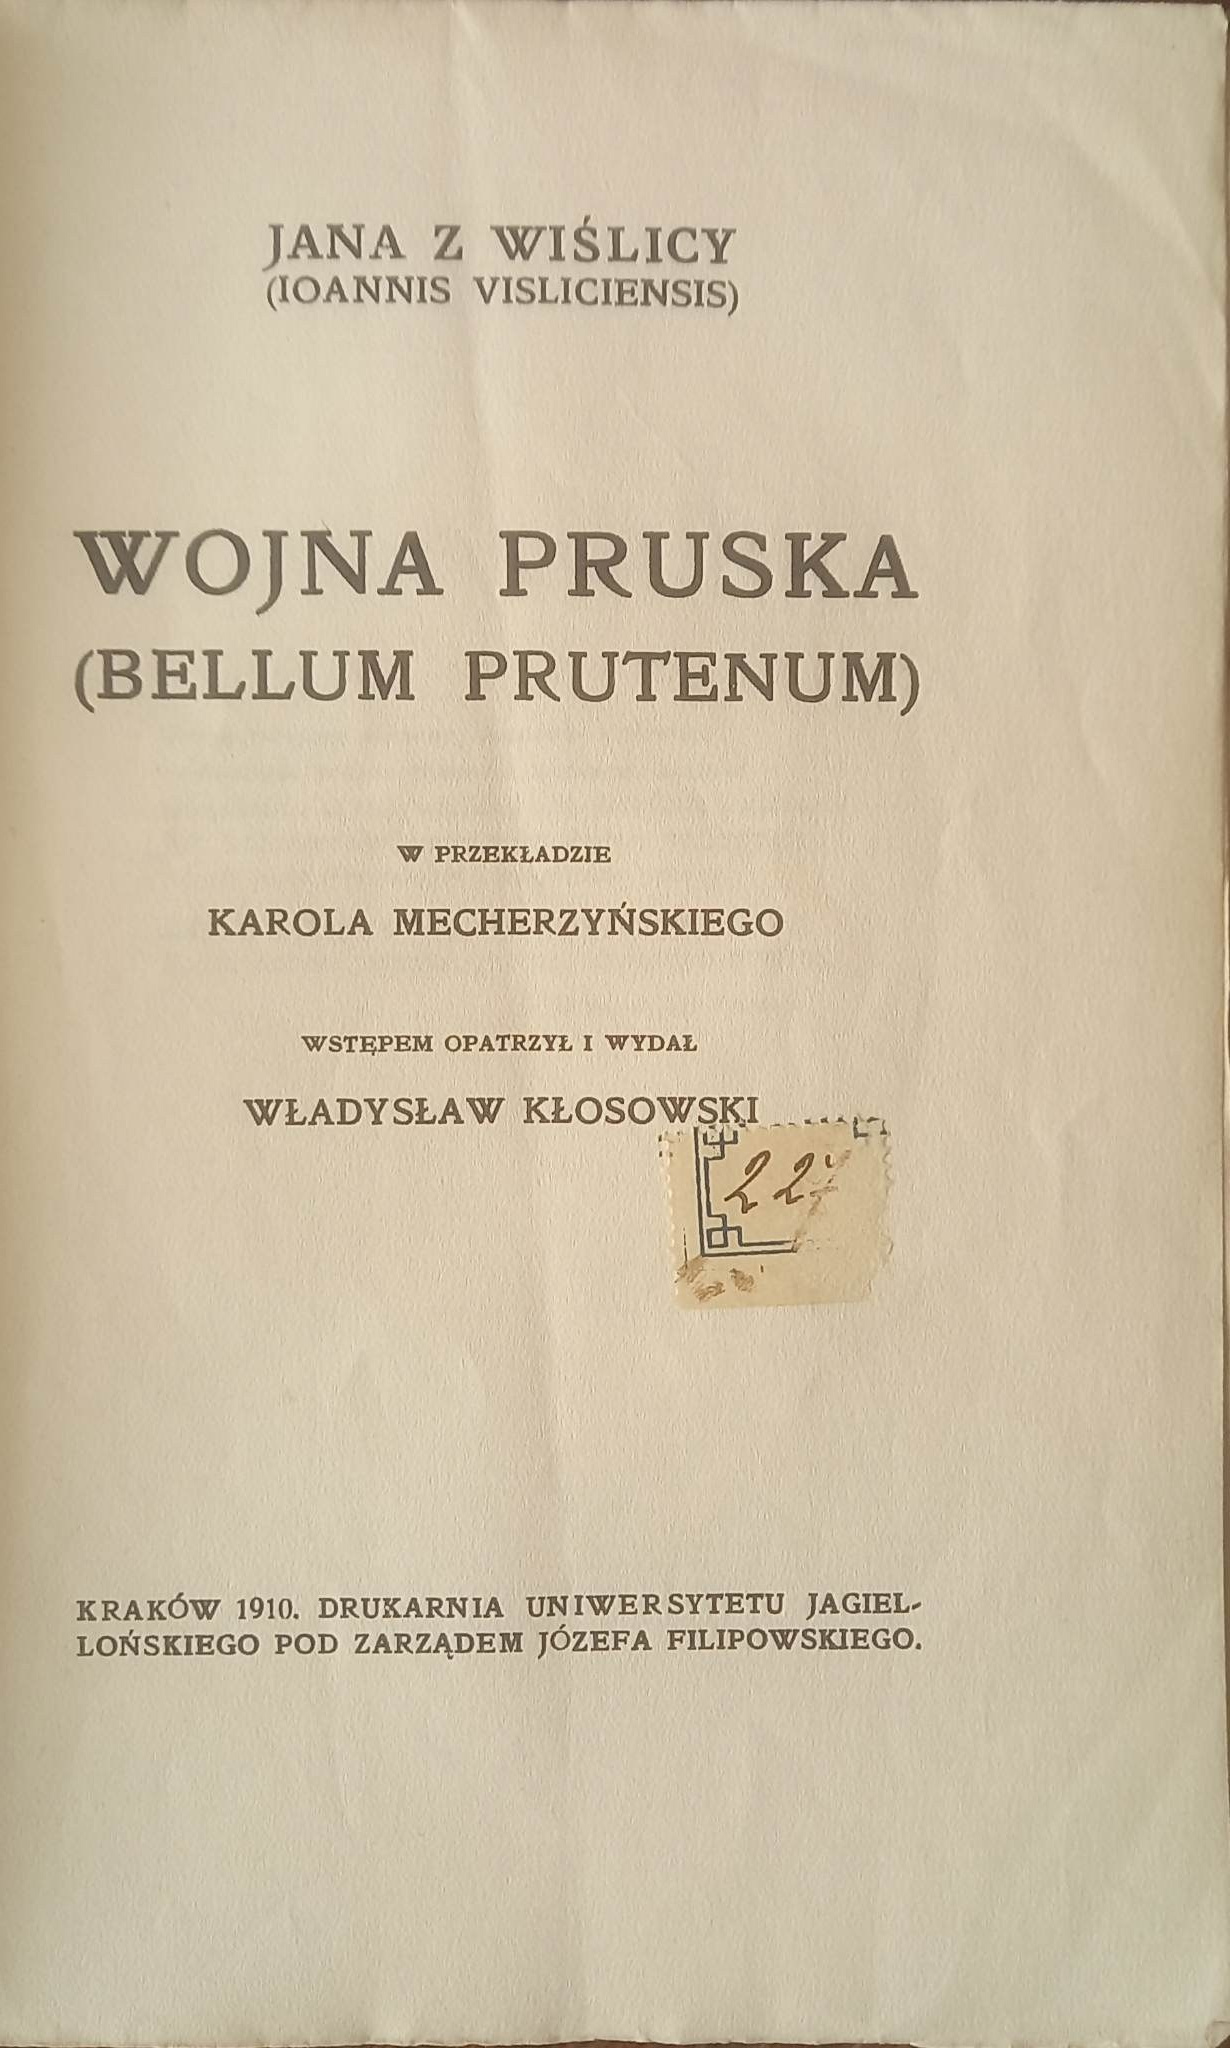 JANA Z WIŚLICY
(IOANNIS VISLICIENSIS)
WOJNA PRUSKA
(BELLUM PRUTENUM)
W PRZEKŁADZIE
KAROLA MECHERZYŃSKIEGO
WSTĘPEM OPATRZYŁ I WYDAŁ
WŁADYSŁAW KŁOSOWSKI
227
KRAKÓW 1910. DRUKARNIA UNIWERSYTETU JAGIEL-
LOŃSKIEGO POD ZARZĄDEM JÓZEFA FILIPOWSKIEGO.